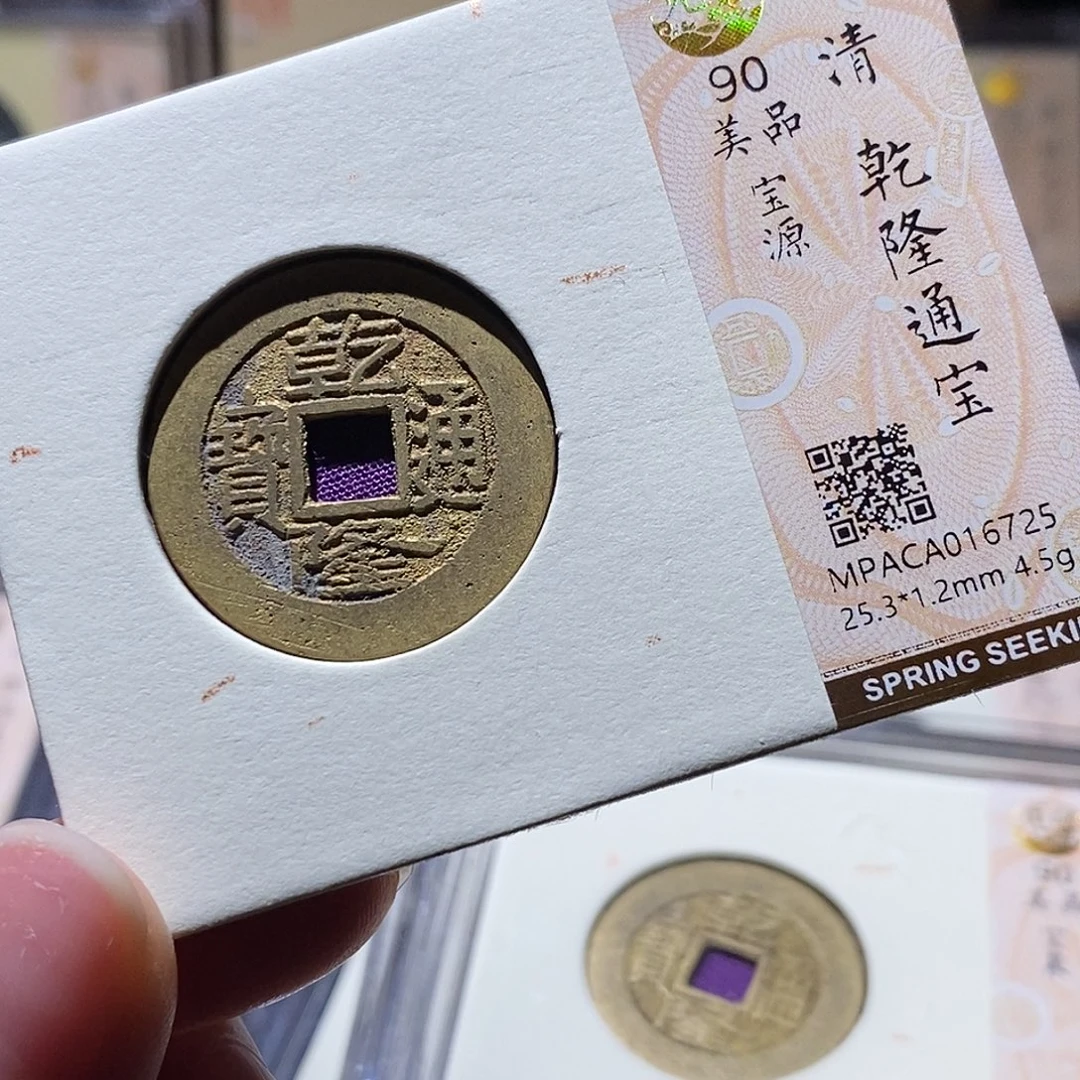 乾隆通寶
清
乾隆通宝
90
美品
宝源
MPACA016725
25.3*1.2mm 4.5g
SPRING SEEKI